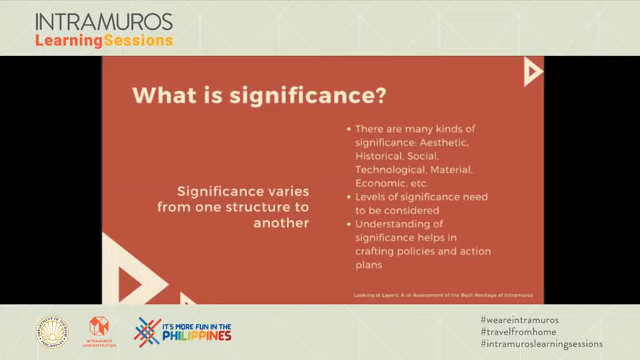 INTRAMUROS
LearningSessions
What is significance?
Significance varies
from one structure to
another
• There are many kinds of
significance: Aesthetic,
Historical, Social,
Technological, Material,
Economic, etc.
• Levels of significance need
to be considered
• Understanding of
significance helps in
crafting policies and action
plans
Looking at Layers: A re-Assessment of the Built Heritage of Intramuros
INTRAMUROS
ADMINISTRATION
IT'S MORE FUN IN THE
PHILIPPINES
#weareintramuros
#travelfromhome
#intramuroslearningsessions